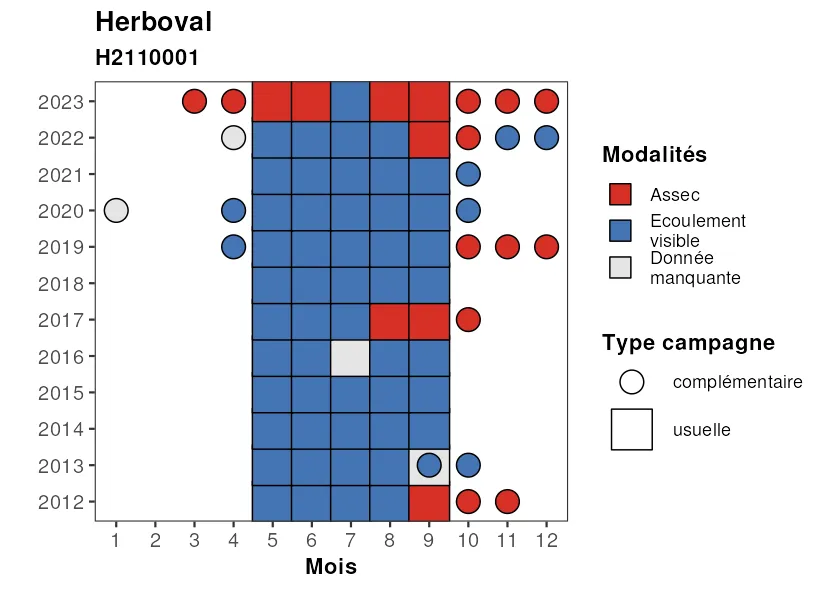 Herboval
H2110001
2023
2022
2021
2020
2019
2018
2017
2016
2015
2014
2013
2012
1 2 3 4 5 6 7 8 9 10 11 12
Mois
Modalités
Assec
Ecoulement
visible
Donnée
manquante
Type campagne
complémentaire
usuelle